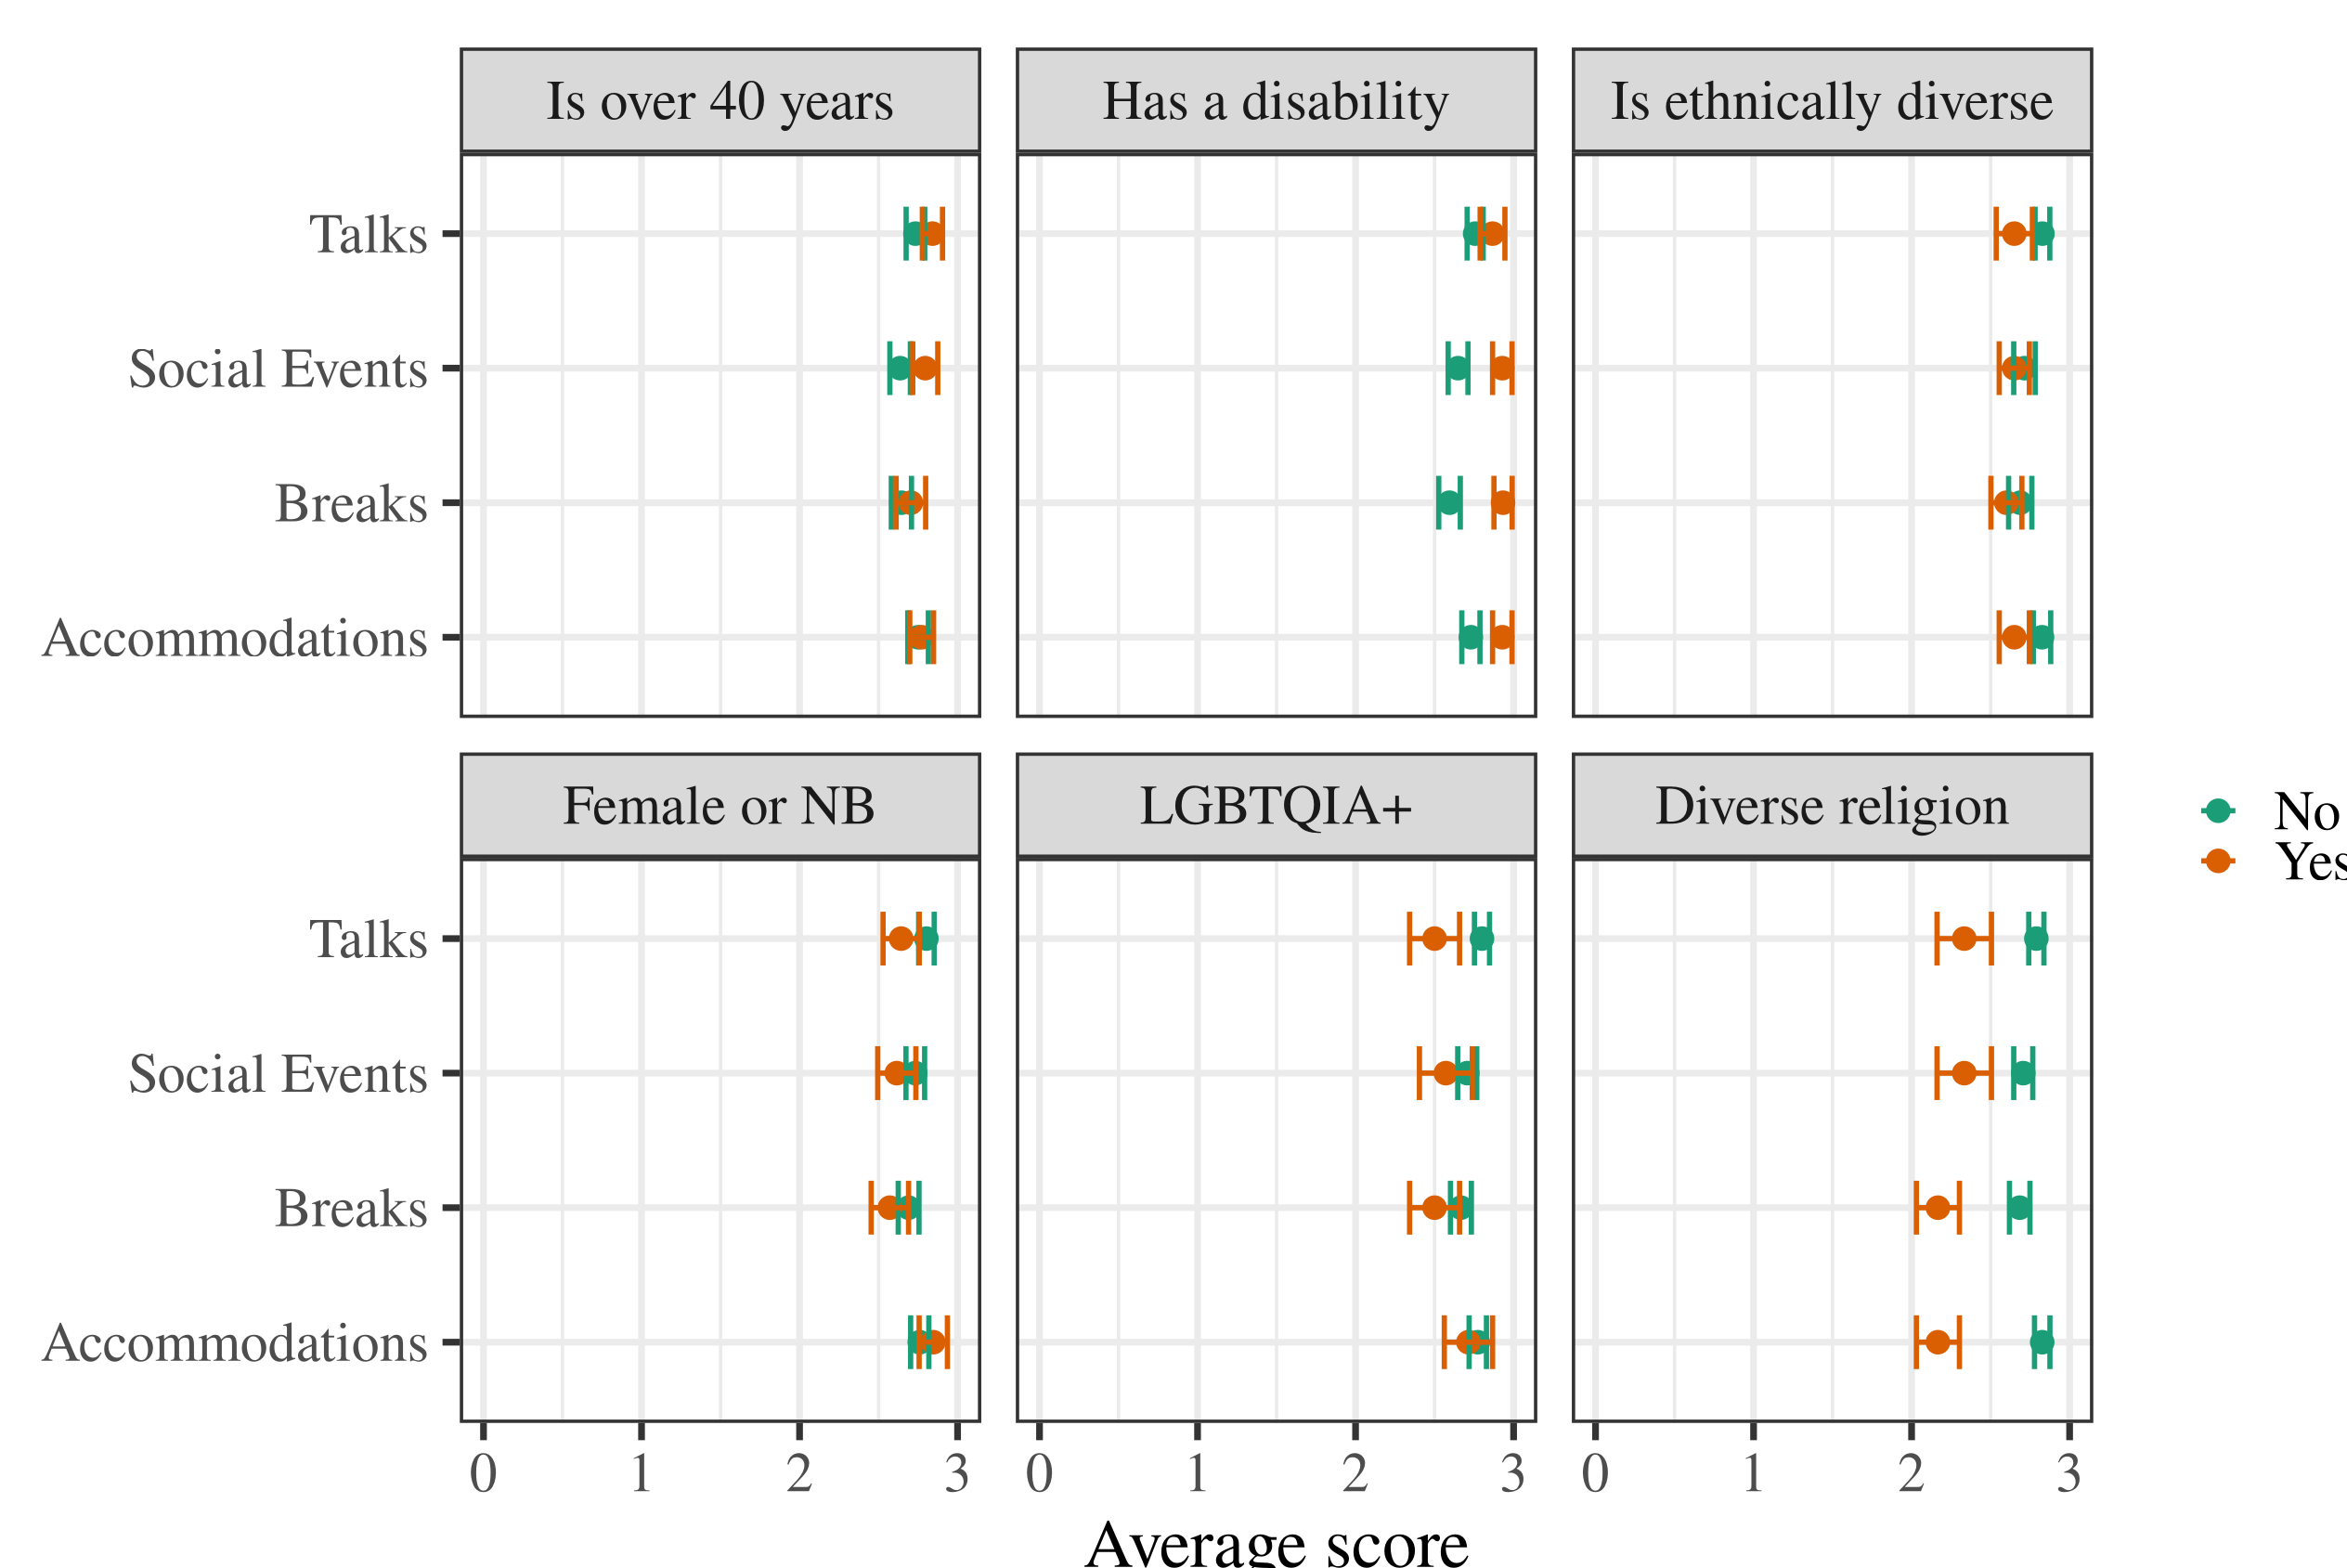 Is over 40 years
Has a disability
Is ethnically diverse
Talks
Social Events
Breaks
Accommodations
Female or NB
LGBTQIA+
Diverse religion
No
Yes
Talks
Social Events
Breaks
Accommodations
0 1 2 3
0 1 2 3
0 1 2 3
Average score